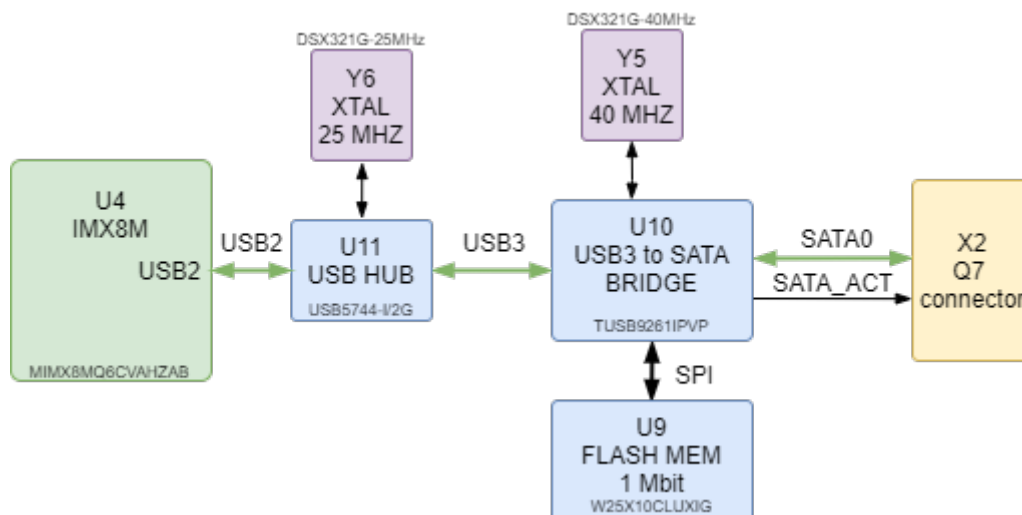 DSX321G-25MHz
Y6
XTAL
25 MHZ
DSX321G-40MHz
Y5
XTAL
40 MHZ
U4
IMX8M
USB2
MIMX8MQ6CVAHZAB
USB2
U11
USB HUB
USB5744-I/2G
USB3
U10
USB3 to SATA
BRIDGE
TUSB9261IPVP
SATA0
SATA_ACT
X2
Q7
connector
SPI
U9
FLASH MEM
1 Mbit
W25X10CLUXIG